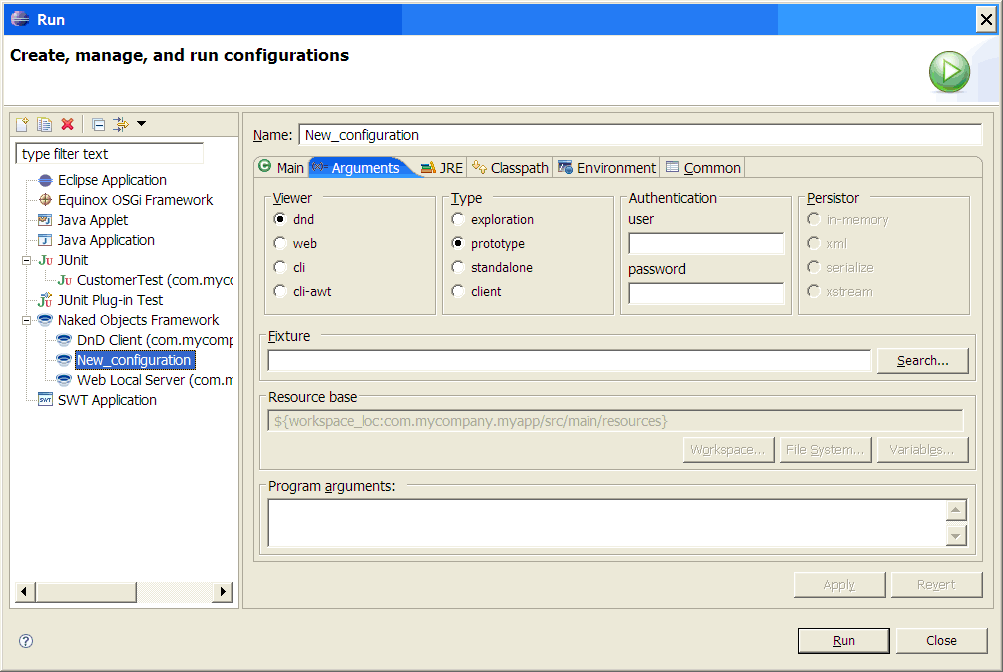 Run
Create, manage, and run configurations
type filter text
Eclipse Application
Equinox OSGi Framework
Java Applet
Java Application
JUnit
CustomerTest (com.myc
JUnit Plug-in Test
Naked Objects Framework
DnD Client (com.mycomp
New_configuration
Web Local Server (com.m
SWT Application
Name: New_configuration
Main Arguments JRE Classpath Environment Common
Viewer
dnd
web
cli
cli-awt
Type
exploration
prototype
standalone
client
Authentication
user
password
Persistor
in-memory
xml
serialize
xstream
Fixture
Search...
Resource base
${workspace_loc:com.mycompany.myapp/src/main/resources}
Workspace... File System... Variables...
Program arguments:
Apply Revert
Run Close